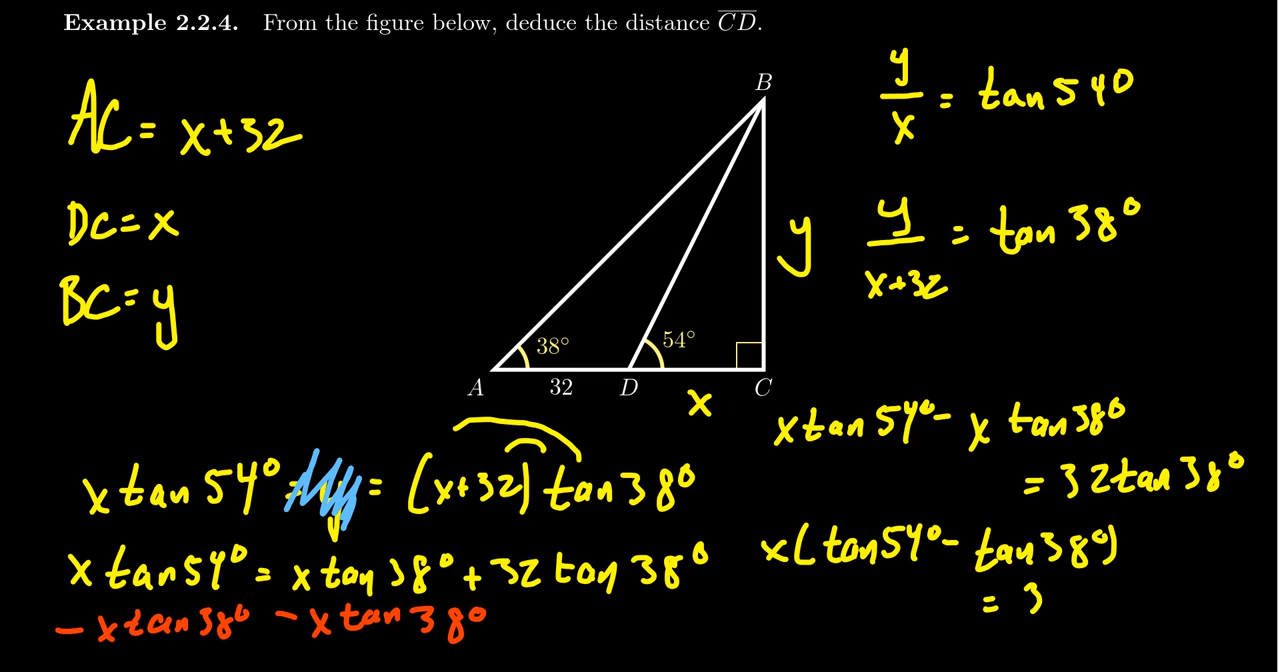 Example 2.2.4. From the figure below, deduce the distance CD.
AC = x+32
DC = x
BC = y
B
38°
54°
A
32
D
C
x
y
y/x = tan 54°
y/(x+32) = tan 38°
x tan 54° = = (x+32) tan 38°
x tan 54° = x tan 38° + 32 tan 38°
- x tan 38° - x tan 38°
x tan 54° - x tan 38°
= 32 tan 38°
x(tan 54° - tan 38°)
= 3